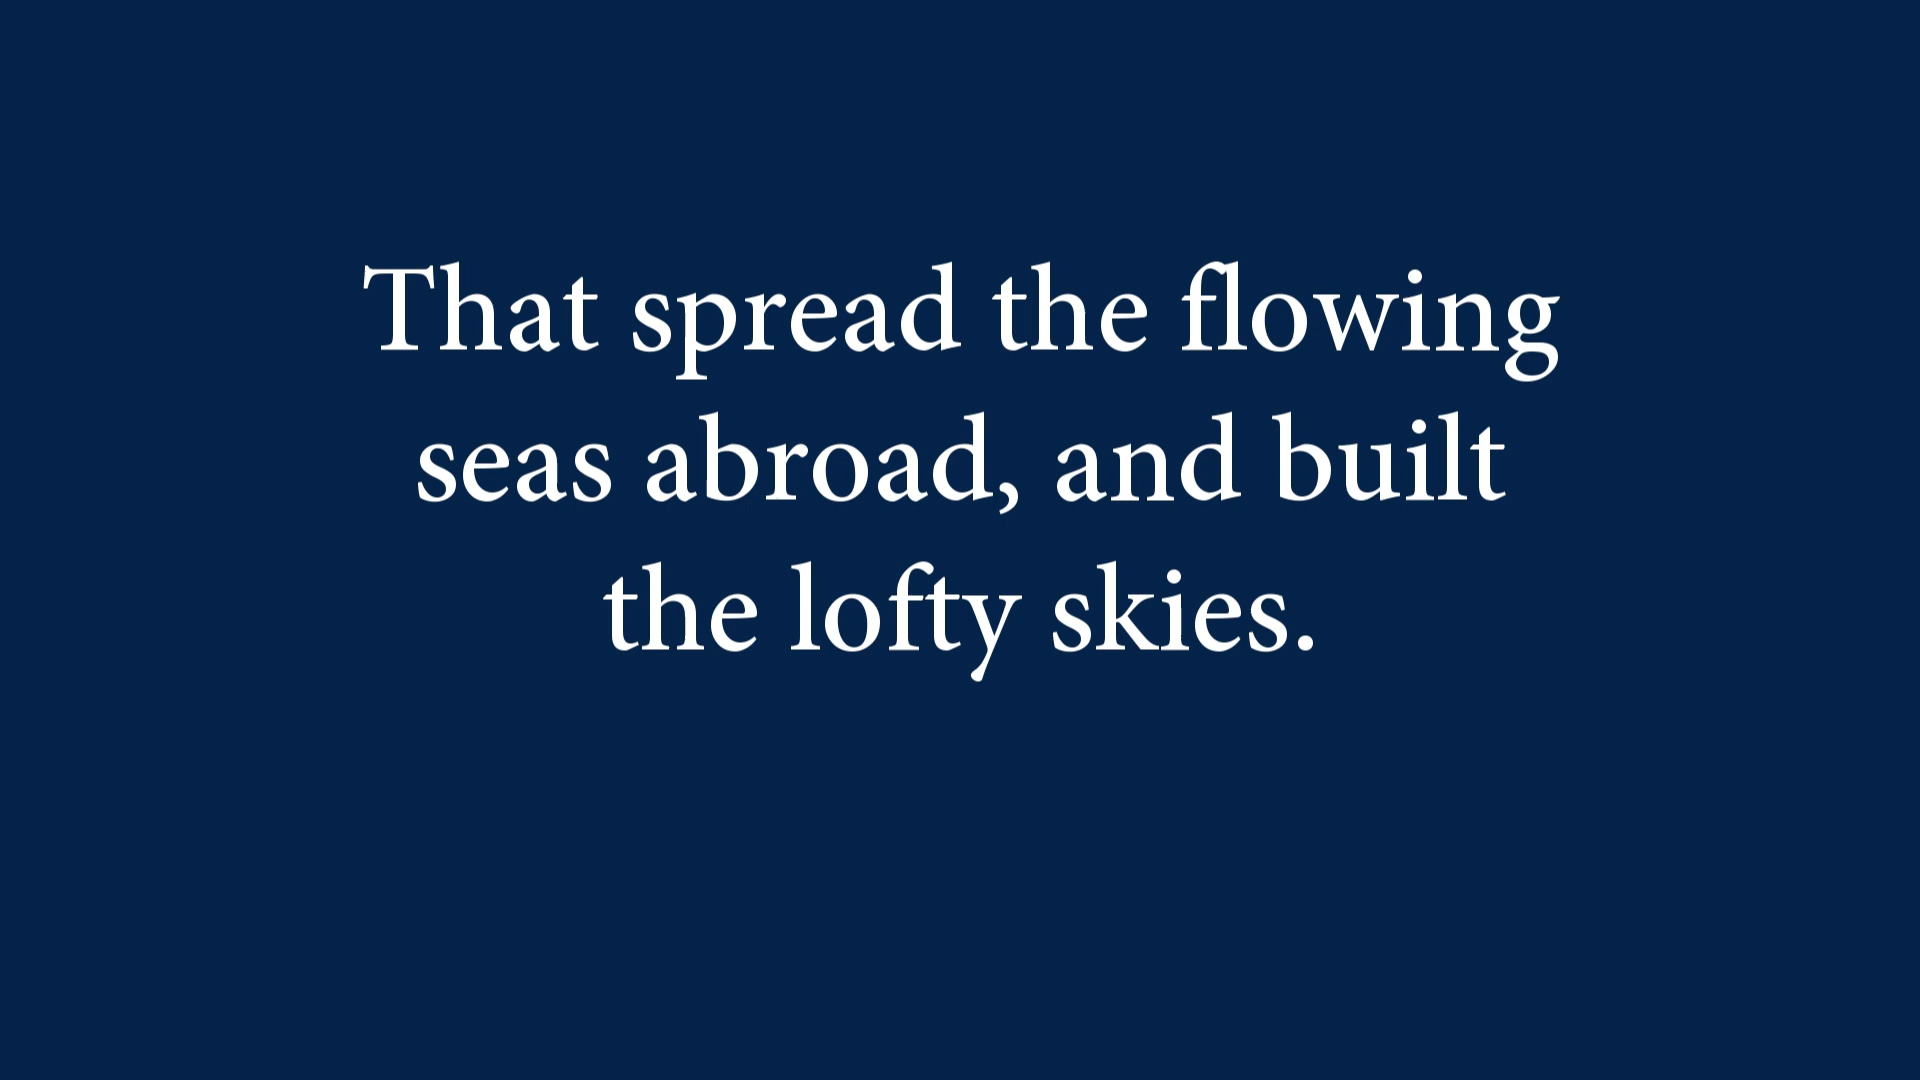 That spread the flowing
seas abroad, and built
the lofty skies.